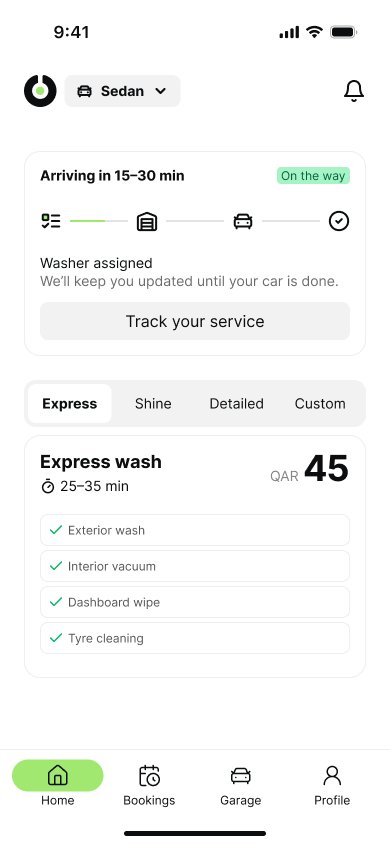 9:41
Sedan
Arriving in 15–30 min
On the way
Washer assigned
We’ll keep you updated until your car is done.
Track your service
Express
Shine
Detailed
Custom
Express wash
QAR 45
25–35 min
Exterior wash
Interior vacuum
Dashboard wipe
Tyre cleaning
Home
Bookings
Garage
Profile